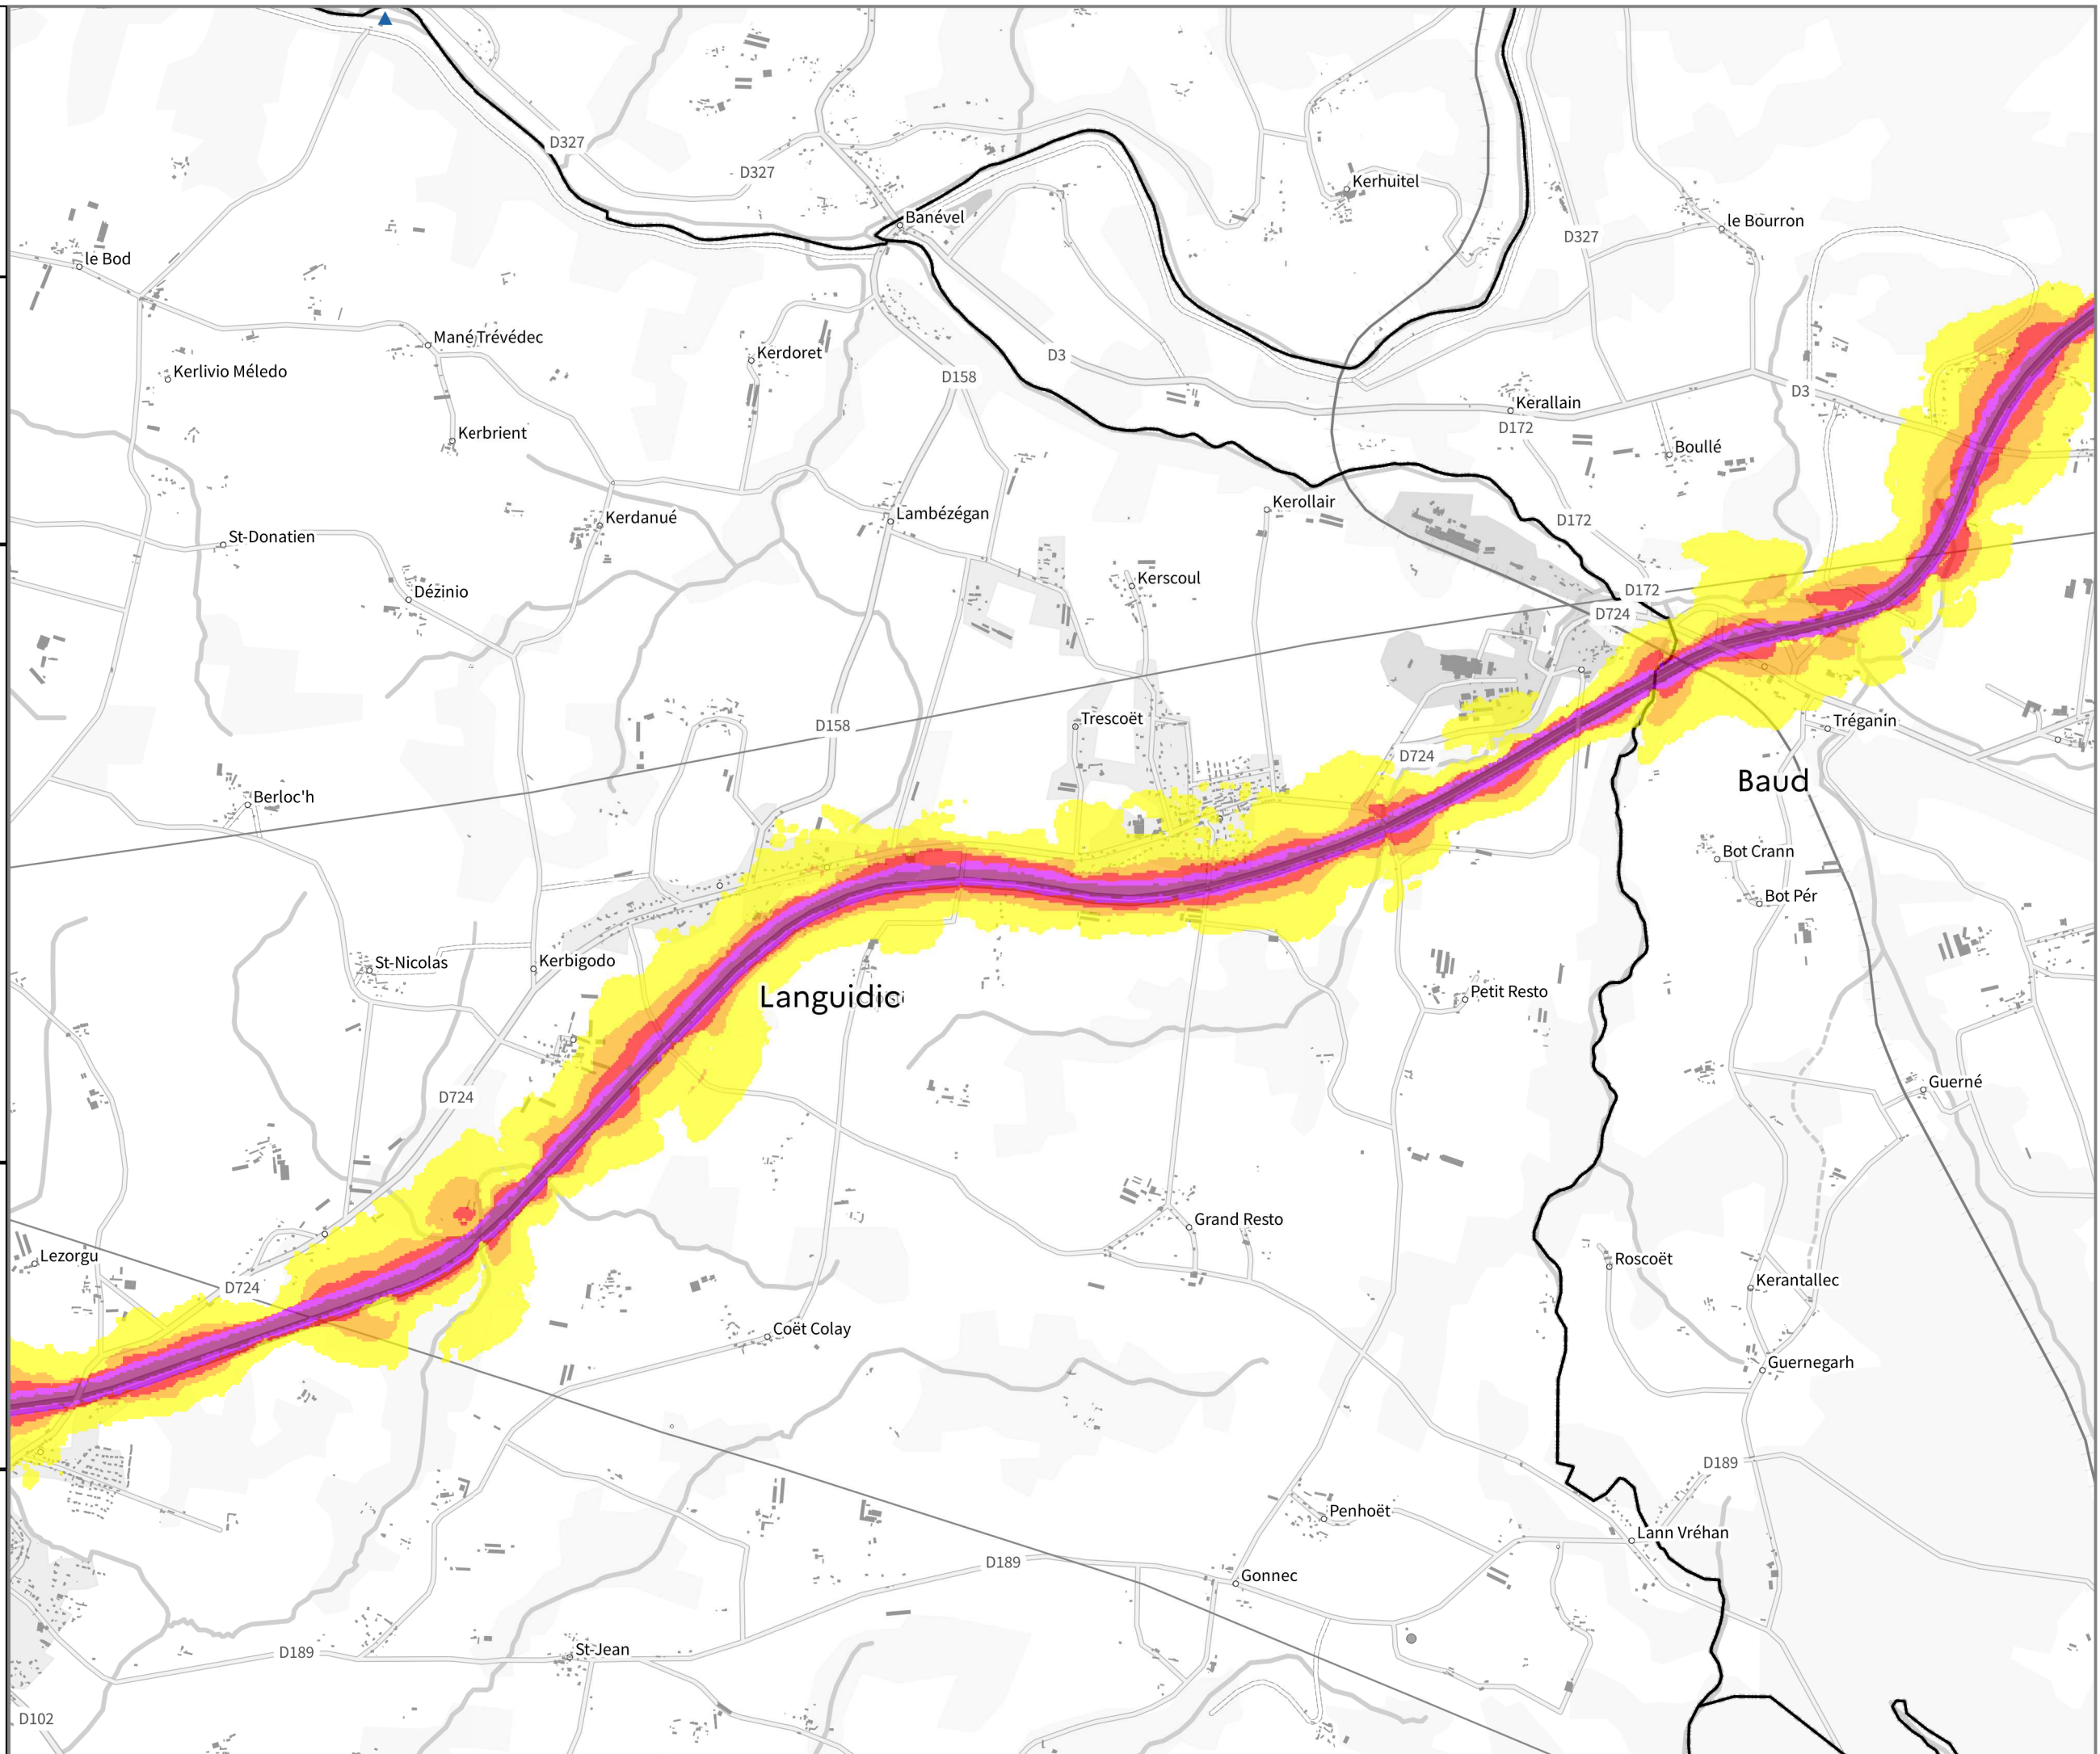 D327
D327
Kerhuitel
Banével
le Bourron
D327
le Bod
Mané Trévédec
Kerdoret
D3
Kerlivio Méledo
D158
D3
Kerallain
D172
Kerbrient
Boullé
Kerollair
Lambézégan
Kerdanué
D172
St-Donatien
Kerscoul
Dézinio
D172
D724
Trescoët
D158
Tréganin
D724
Baud
Berloc'h
Bot Crann
Bot Pér
St-Nicolas
Kerbigodo
Petit Resto
Languidic
Guerné
D724
Grand Resto
Lezorgu
Roscoët
Kerantallec
D724
Coët Colay
Guernegarh
D189
Penhoët
Lann Vréhan
D189
Gonnec
D189
St-Jean
D102